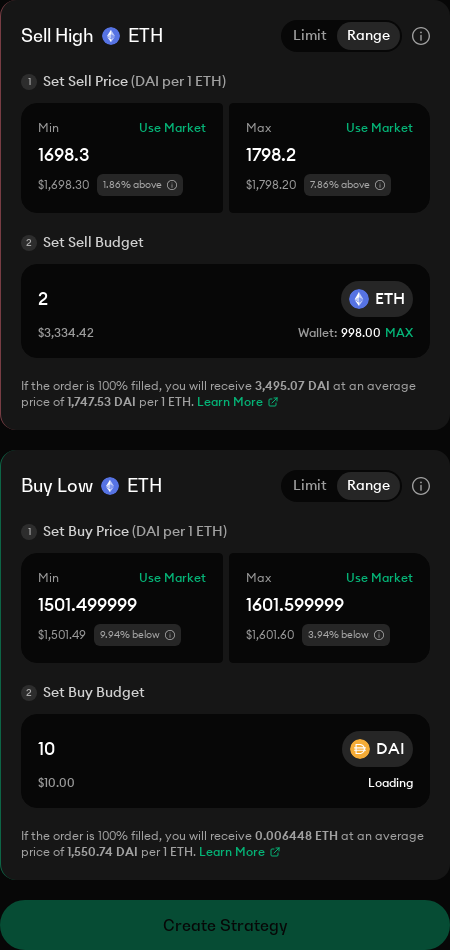 Sell High ETH Limit Range
1 Set Sell Price (DAI per 1 ETH)
Min Use Market Max Use Market
1698.3 1798.2
$1,698.30 1.86% above $1,798.20 7.86% above
2 Set Sell Budget
2 ETH
$3,334.42 Wallet: 998.00 MAX
If the order is 100% filled, you will receive 3,495.07 DAI at an average
price of 1,747.53 DAI per 1 ETH. Learn More
Buy Low ETH Limit Range
1 Set Buy Price (DAI per 1 ETH)
Min Use Market Max Use Market
1501.499999 1601.599999
$1,501.49 9.94% below $1,601.60 3.94% below
2 Set Buy Budget
10 DAI
$10.00 Loading
If the order is 100% filled, you will receive 0.006448 ETH at an average
price of 1,550.74 DAI per 1 ETH. Learn More
Create Strategy